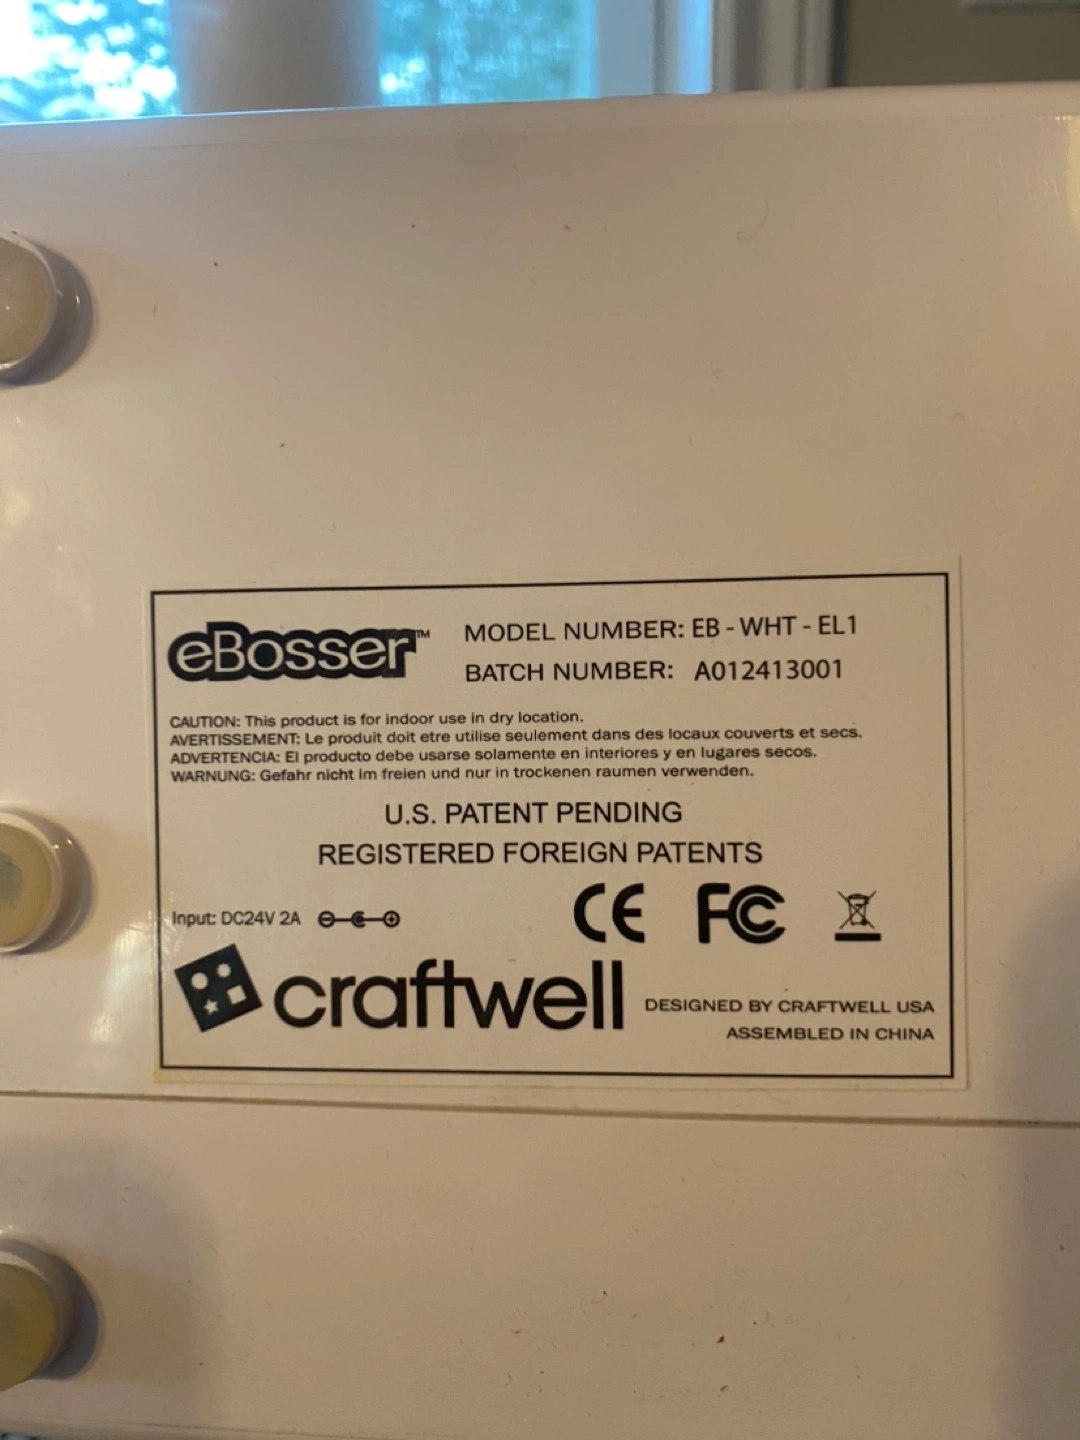 eBosser™
MODEL NUMBER: EB - WHT - EL1
BATCH NUMBER: A012413001
CAUTION: This product is for indoor use in dry location.
AVERTISSEMENT: Le produit doit etre utilise seulement dans des locaux couverts et secs.
ADVERTENCIA: El producto debe usarse solamente en interiores y en lugares secos.
WARNUNG: Gefahr nicht im freien und nur in trockenen raumen verwenden.
U.S. PATENT PENDING
REGISTERED FOREIGN PATENTS
Input: DC24V 2A
CE FC
craftwell
DESIGNED BY CRAFTWELL USA
ASSEMBLED IN CHINA